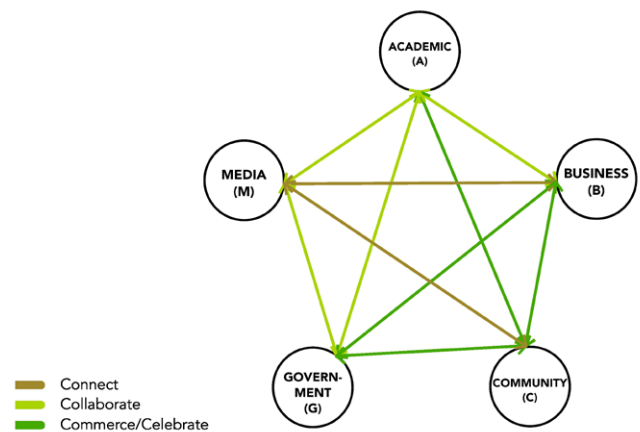 ACADEMIC
(A)
MEDIA
(M)
BUSINESS
(B)
GOVERN-
MENT
(G)
COMMUNITY
(C)
Connect
Collaborate
Commerce/Celebrate